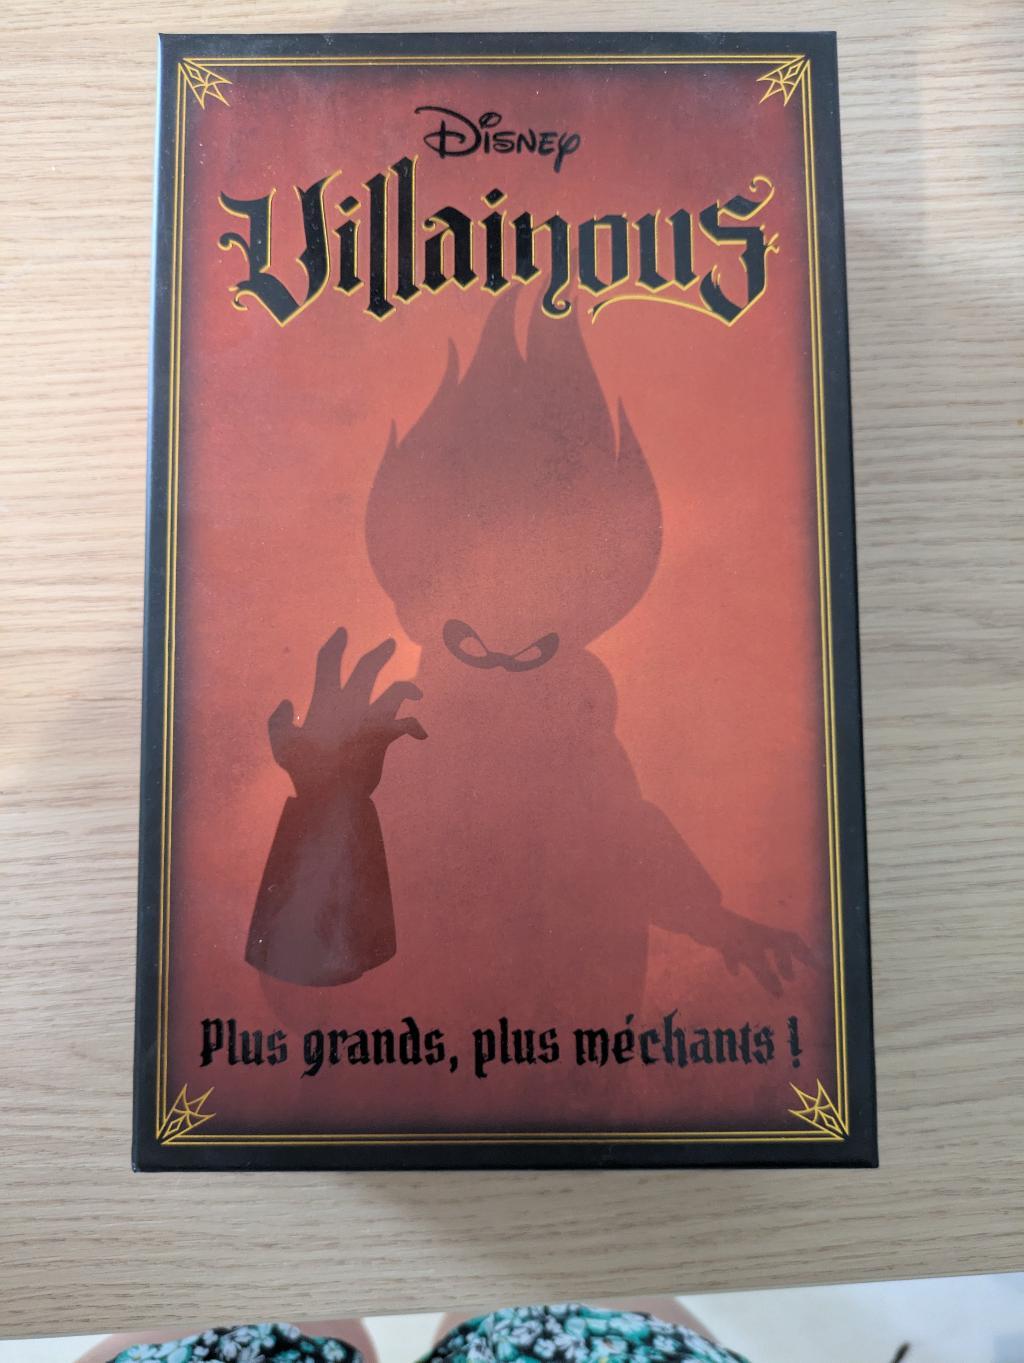 Disney
Villainous
Plus grands, plus méchants !